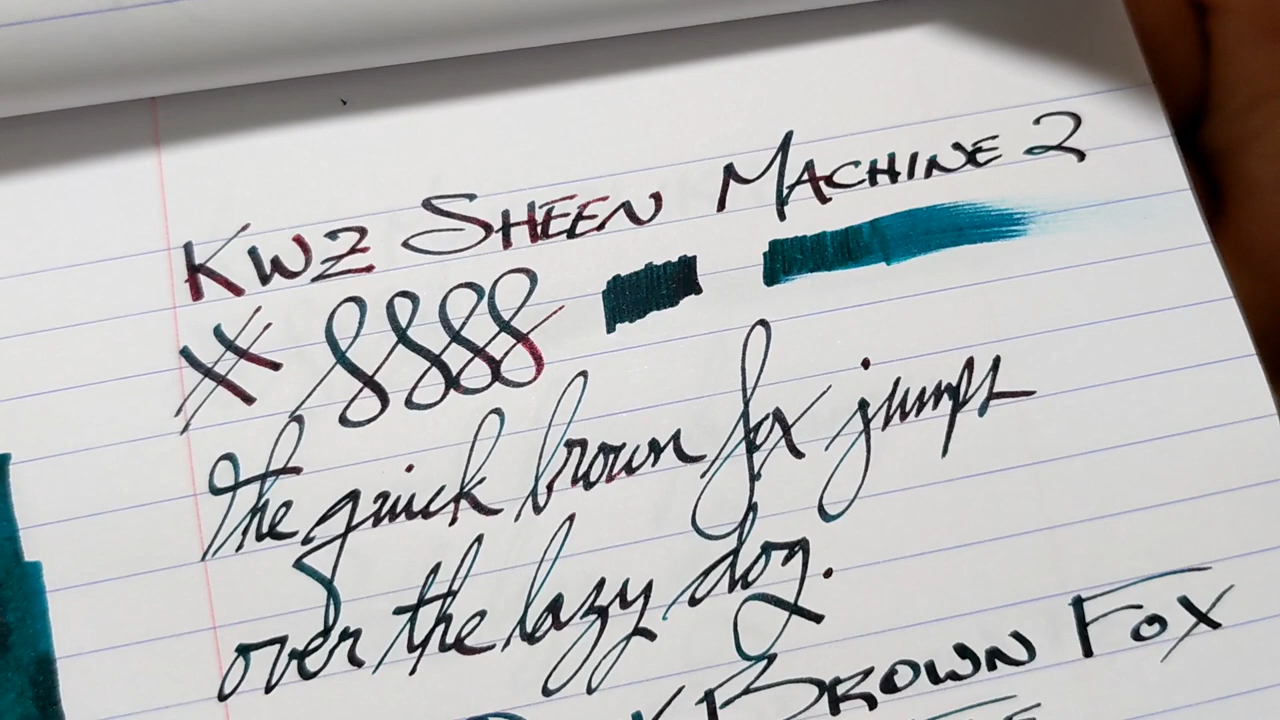 KWZ SHEEN MACHINE 2
8888
the quick brown fox jumps
over the lazy dog.
BROWN FOX